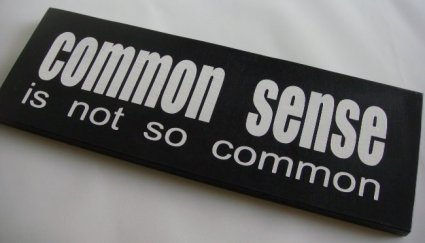 common sense
is not so common